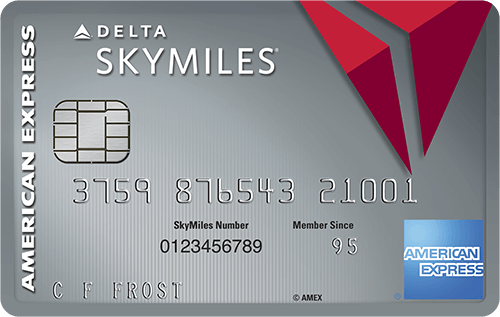 AMERICAN EXPRESS
DELTA
SKYMILES®
3759 876543 21001
SkyMiles Number
Member Since
0123456789
95
AMERICAN EXPRESS
C F FROST
© AMEX